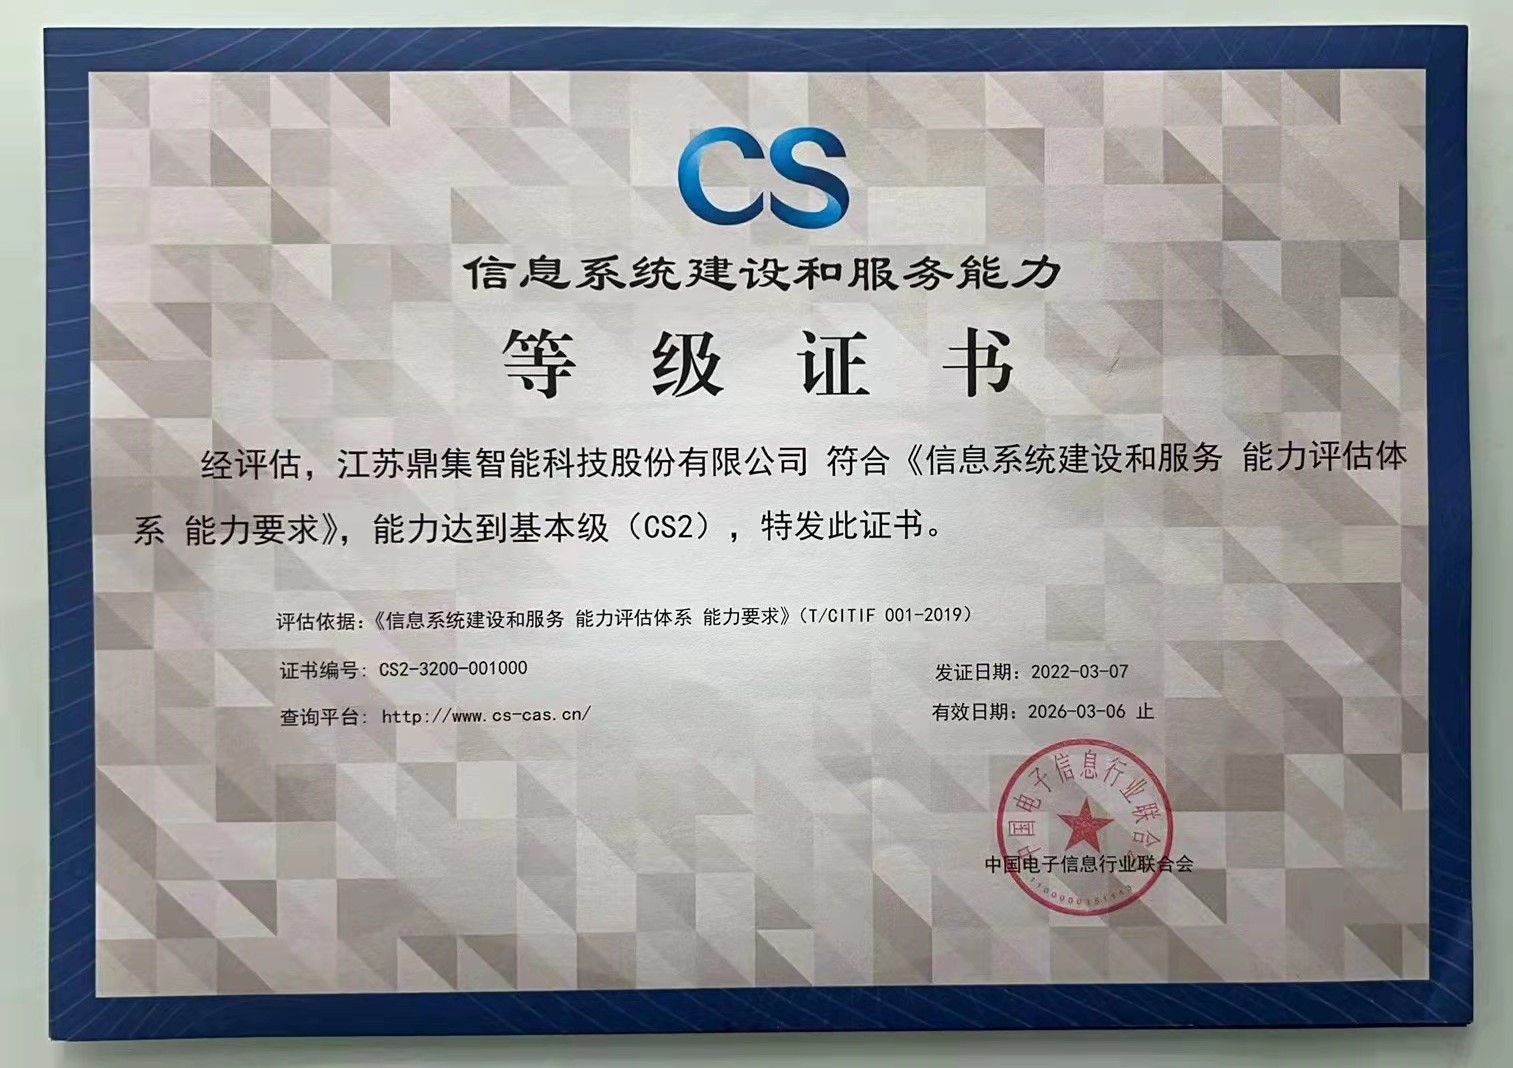 CS
信息系统建设和服务能力
等级证书
经评估，江苏鼎集智能科技股份有限公司 符合《信息系统建设和服务 能力评估体
系 能力要求》，能力达到基本级（CS2），特发此证书。
评估依据：《信息系统建设和服务 能力评估体系 能力要求》（T/CITIF 001-2019）
证书编号：CS2-3200-001000
发证日期：2022-03-07
查询平台：http://www.cs-cas.cn/
有效日期：2026-03-06 止
中国电子信息行业联合会
中国电子信息行业联合会